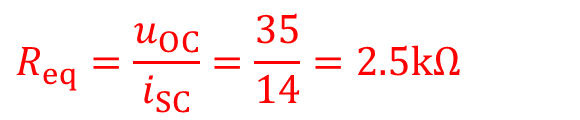 R_eq = u_OC / i_SC = 35 / 14 = 2.5kΩ